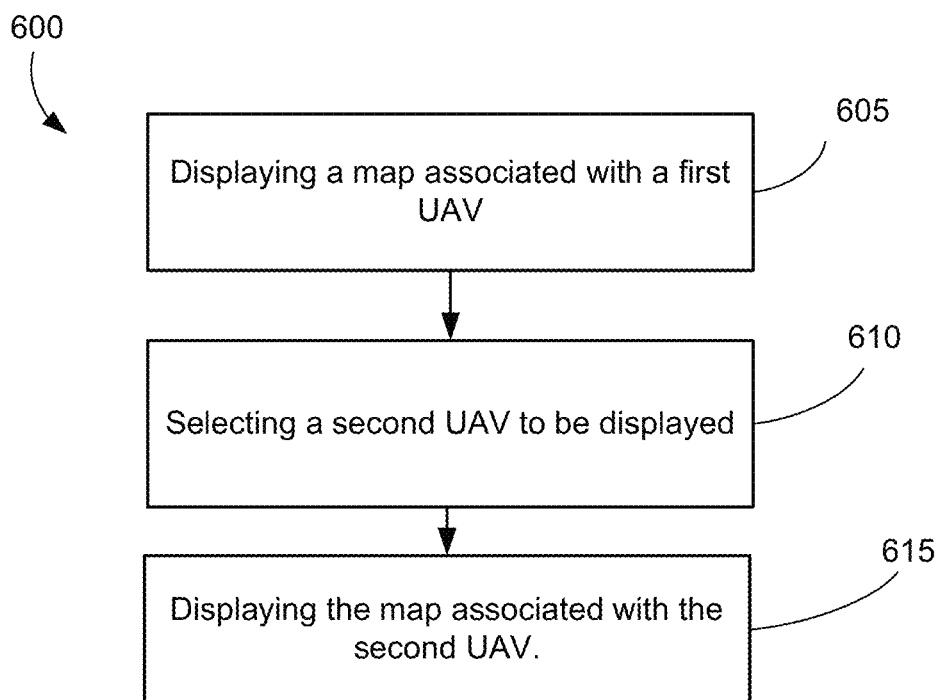 600
605
Displaying a map associated with a first
UAV
610
Selecting a second UAV to be displayed
615
Displaying the map associated with the
second UAV.